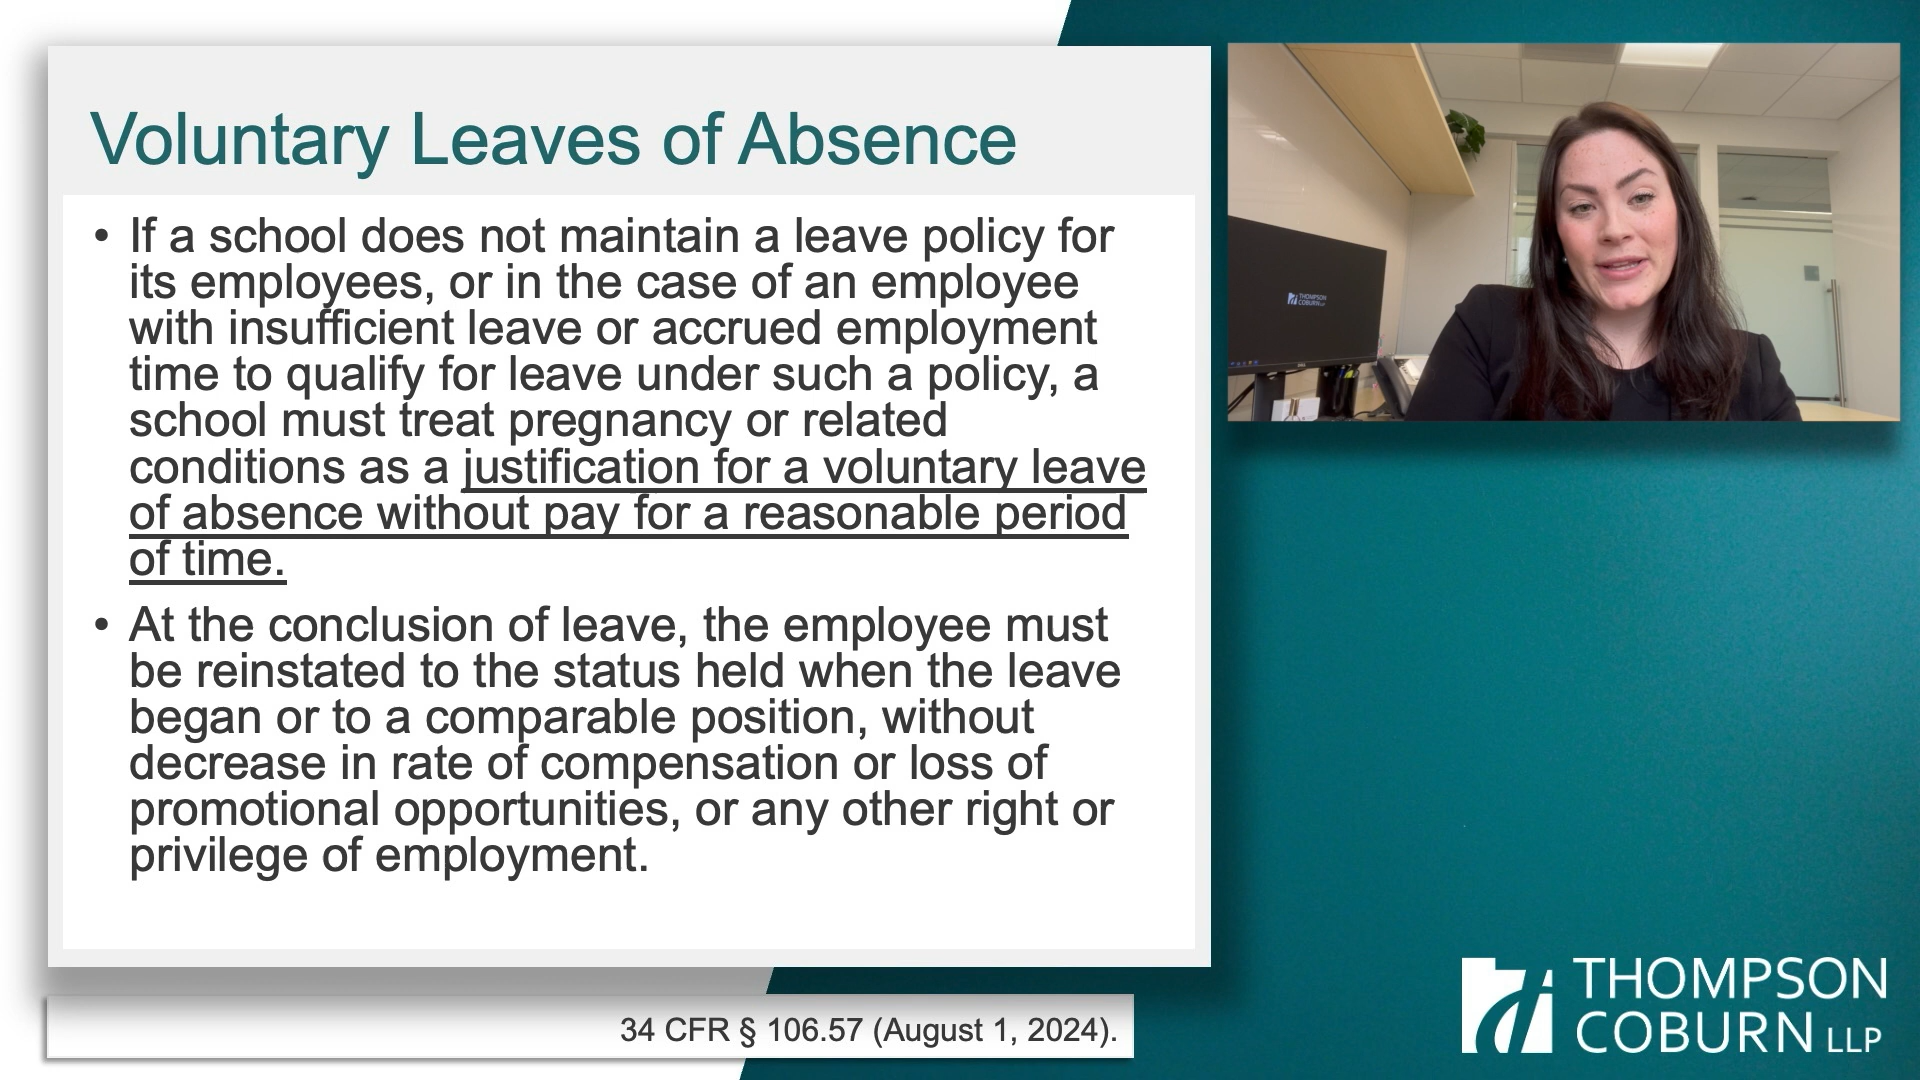 Voluntary Leaves of Absence
• If a school does not maintain a leave policy for
its employees, or in the case of an employee
with insufficient leave or accrued employment
time to qualify for leave under such a policy, a
school must treat pregnancy or related
conditions as a justification for a voluntary leave
of absence without pay for a reasonable period
of time.
• At the conclusion of leave, the employee must
be reinstated to the status held when the leave
began or to a comparable position, without
decrease in rate of compensation or loss of
promotional opportunities, or any other right or
privilege of employment.
34 CFR § 106.57 (August 1, 2024).
THOMPSON
COBURN LLP
DELL
THOMPSON
COBURN LLP